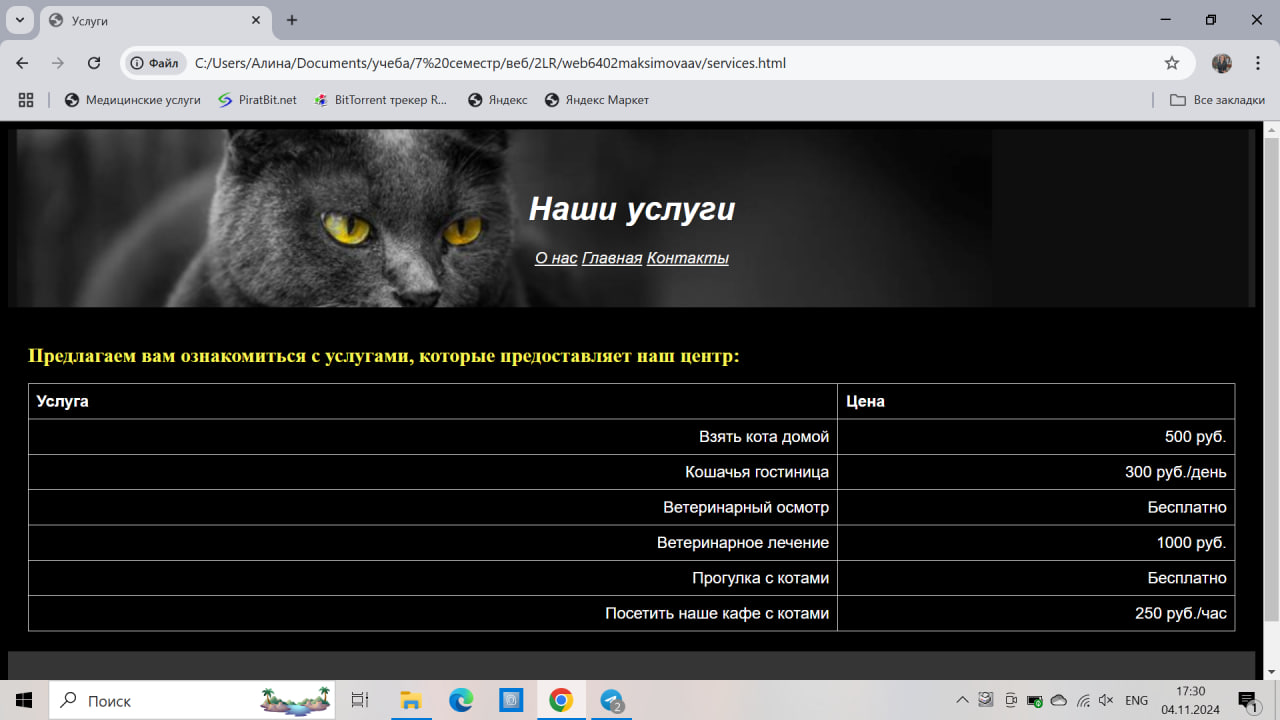 Услуги
Файл C:/Users/Алина/Documents/учеба/7%20семестр/веб/2LR/web6402maksimovaav/services.html
Медицинские услуги PiratBit.net BitTorrent трекер R... Яндекс Яндекс Маркет Все закладки
Наши услуги
О нас Главная Контакты
Предлагаем вам ознакомиться с услугами, которые предоставляет наш центр:
Услуга Цена
Взять кота домой 500 руб.
Кошачья гостиница 300 руб./день
Ветеринарный осмотр Бесплатно
Ветеринарное лечение 1000 руб.
Прогулка с котами Бесплатно
Посетить наше кафе с котами 250 руб./час
Поиск 2 ENG 17:30 1
04.11.2024